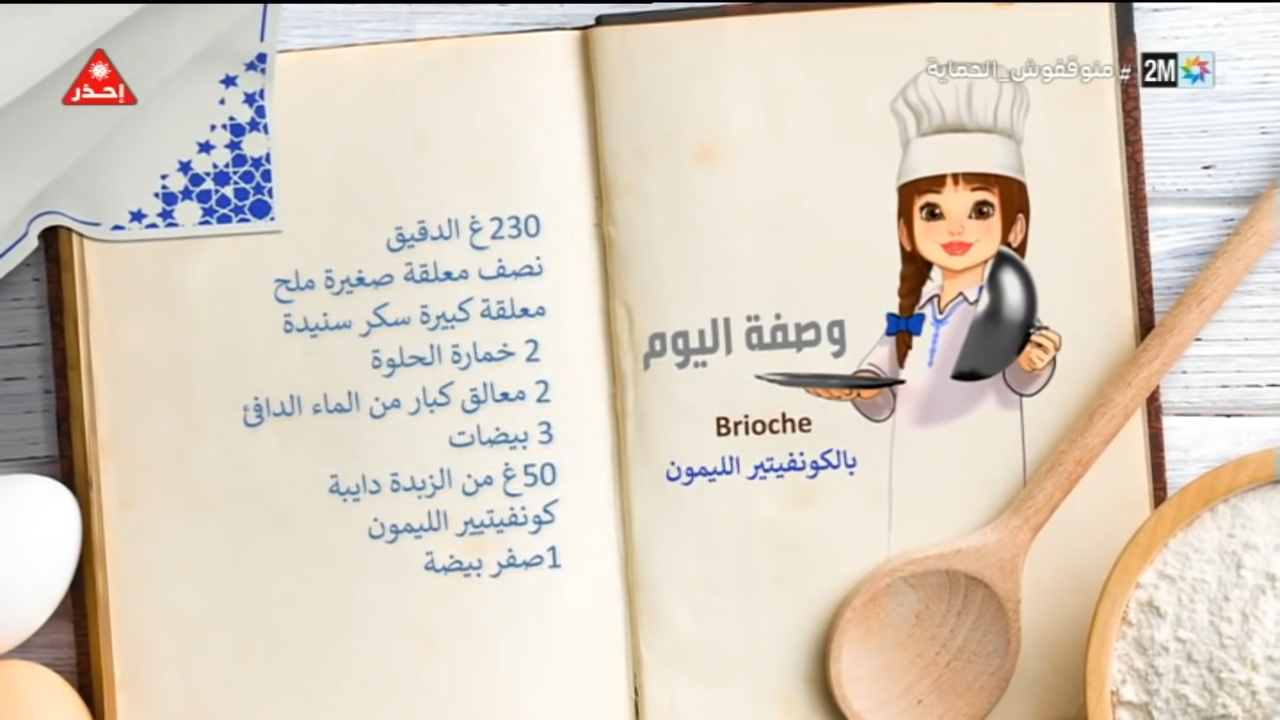 إحذر
# منوقفوش_الحماية
2M
وصفة اليوم
Brioche
بالكونفيتير الليمون
230غ الدقيق
نصف معلقة صغيرة ملح
معلقة كبيرة سكر سنيدة
2 خمارة الحلوة
2 معالق كبار من الماء الدافئ
3 بيضات
50غ من الزبدة دايبة
كونفيتيير الليمون
1صفر بيضة